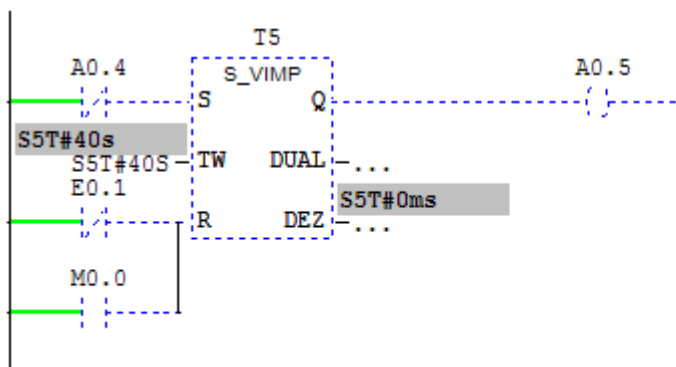 T5
A0.4
S_VIMP
A0.5
S
Q
S5T#40s
S5T#40S
TW
DUAL
...
E0.1
S5T#0ms
R
DEZ
...
M0.0